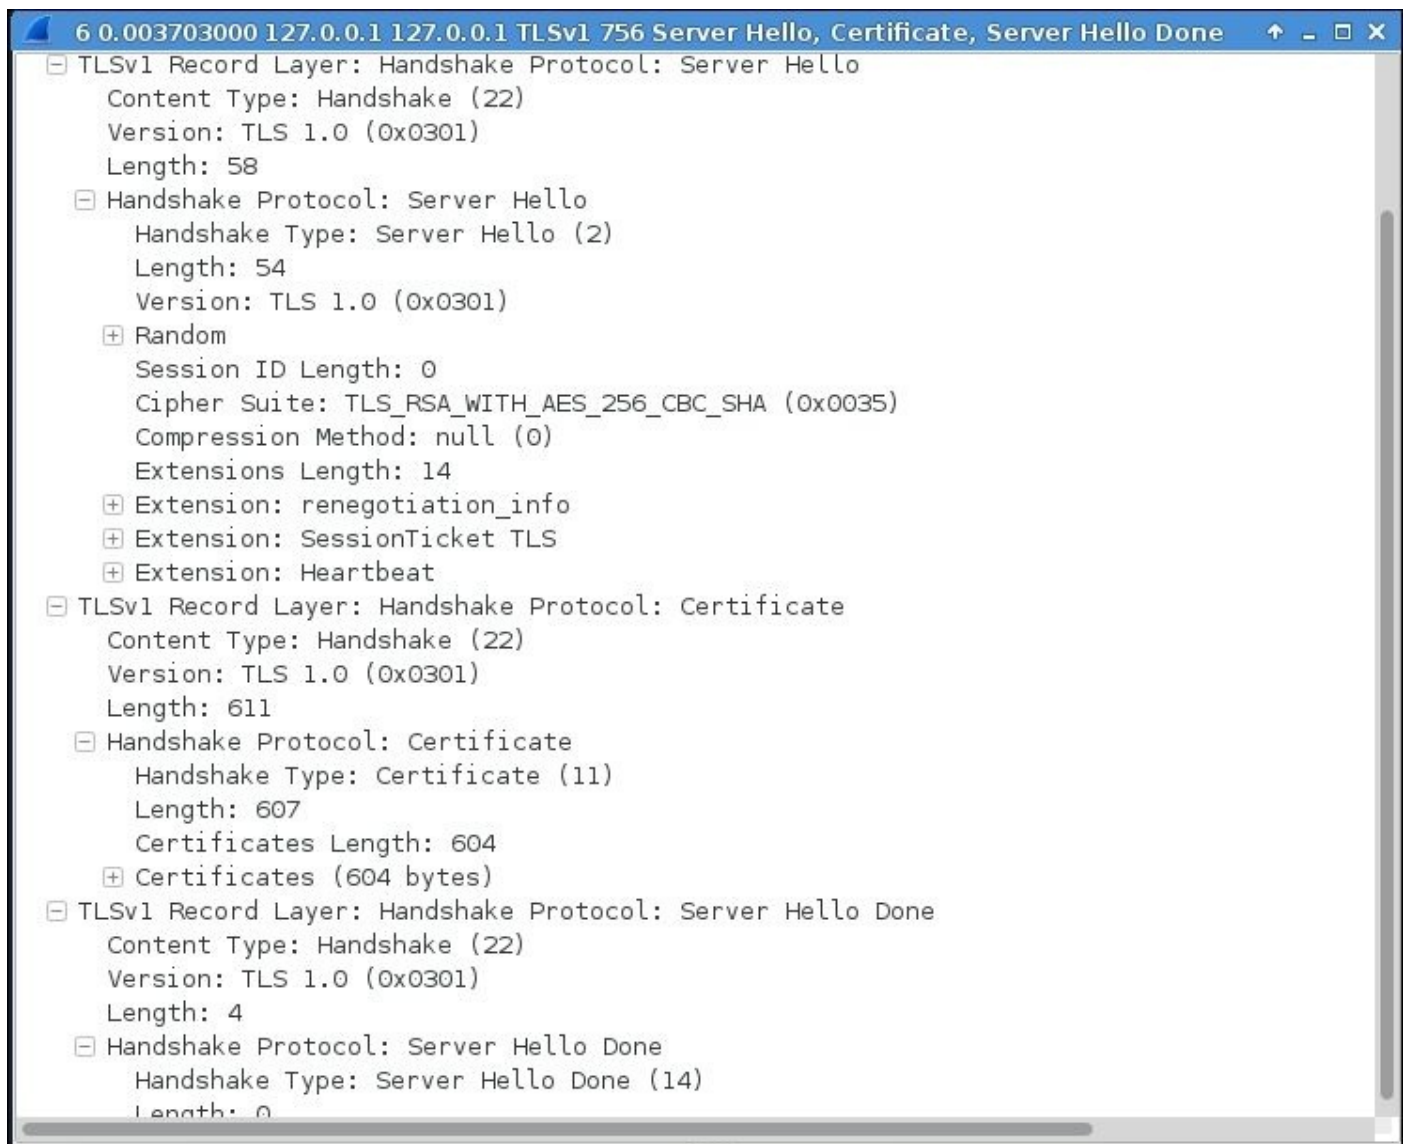 6 0.003703000 127.0.0.1 127.0.0.1 TLSv1 756 Server Hello, Certificate, Server Hello Done
TLSv1 Record Layer: Handshake Protocol: Server Hello
Content Type: Handshake (22)
Version: TLS 1.0 (0x0301)
Length: 58
Handshake Protocol: Server Hello
Handshake Type: Server Hello (2)
Length: 54
Version: TLS 1.0 (0x0301)
Random
Session ID Length: 0
Cipher Suite: TLS_RSA_WITH_AES_256_CBC_SHA (0x0035)
Compression Method: null (0)
Extensions Length: 14
Extension: renegotiation_info
Extension: SessionTicket TLS
Extension: Heartbeat
TLSv1 Record Layer: Handshake Protocol: Certificate
Content Type: Handshake (22)
Version: TLS 1.0 (0x0301)
Length: 611
Handshake Protocol: Certificate
Handshake Type: Certificate (11)
Length: 607
Certificates Length: 604
Certificates (604 bytes)
TLSv1 Record Layer: Handshake Protocol: Server Hello Done
Content Type: Handshake (22)
Version: TLS 1.0 (0x0301)
Length: 4
Handshake Protocol: Server Hello Done
Handshake Type: Server Hello Done (14)
Length: 0